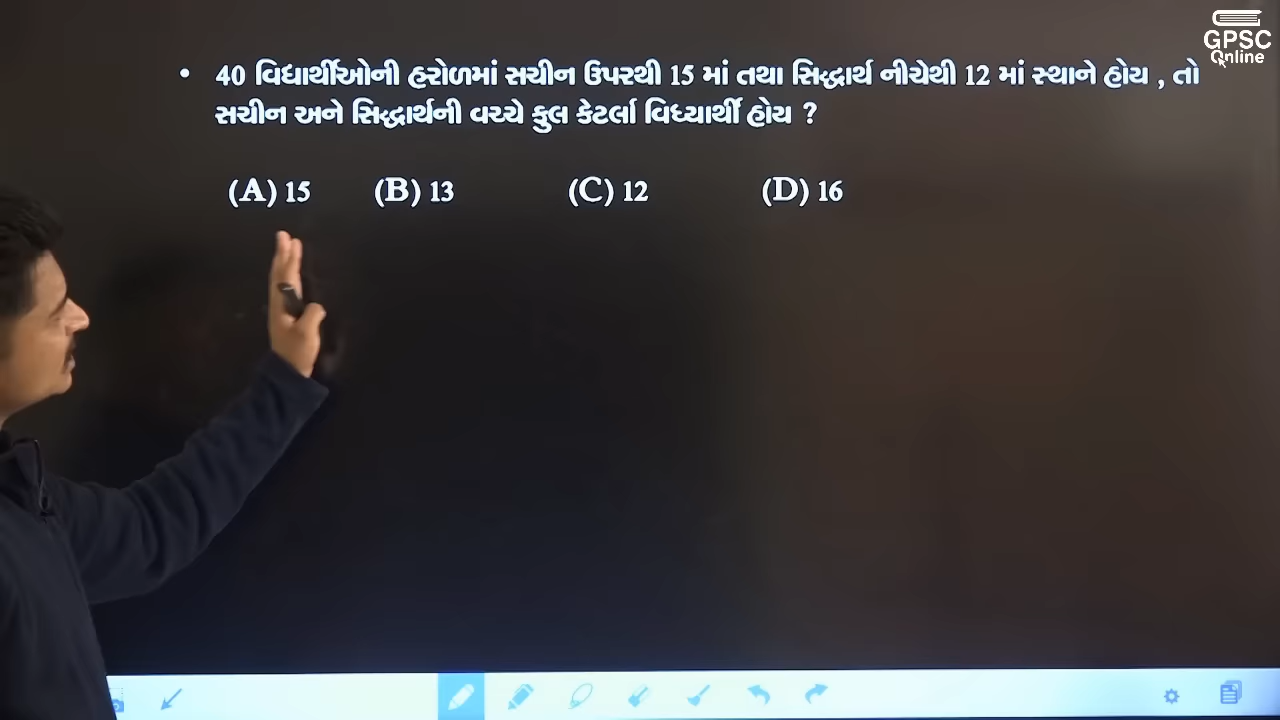 GPSC
Online
• 40 વિદ્યાર્થીઓની હરોળમાં સચીન ઉપરથી 15 માં તથા સિદ્ધાર્થ નીચેથી 12 માં સ્થાને હોય , તો
સચીન અને સિદ્ધાર્થની વચ્ચે કુલ કેટલાં વિધ્યાર્થી હોય ?
(A) 15 (B) 13 (C) 12 (D) 16